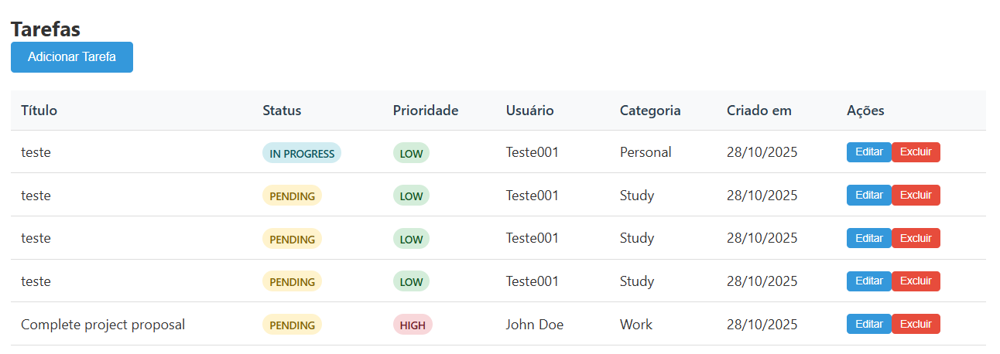 Tarefas
Adicionar Tarefa
Título Status Prioridade Usuário Categoria Criado em Ações
teste IN PROGRESS LOW Teste001 Personal 28/10/2025 Editar Excluir
teste PENDING LOW Teste001 Study 28/10/2025 Editar Excluir
teste PENDING LOW Teste001 Study 28/10/2025 Editar Excluir
teste PENDING LOW Teste001 Study 28/10/2025 Editar Excluir
Complete project proposal PENDING HIGH John Doe Work 28/10/2025 Editar Excluir